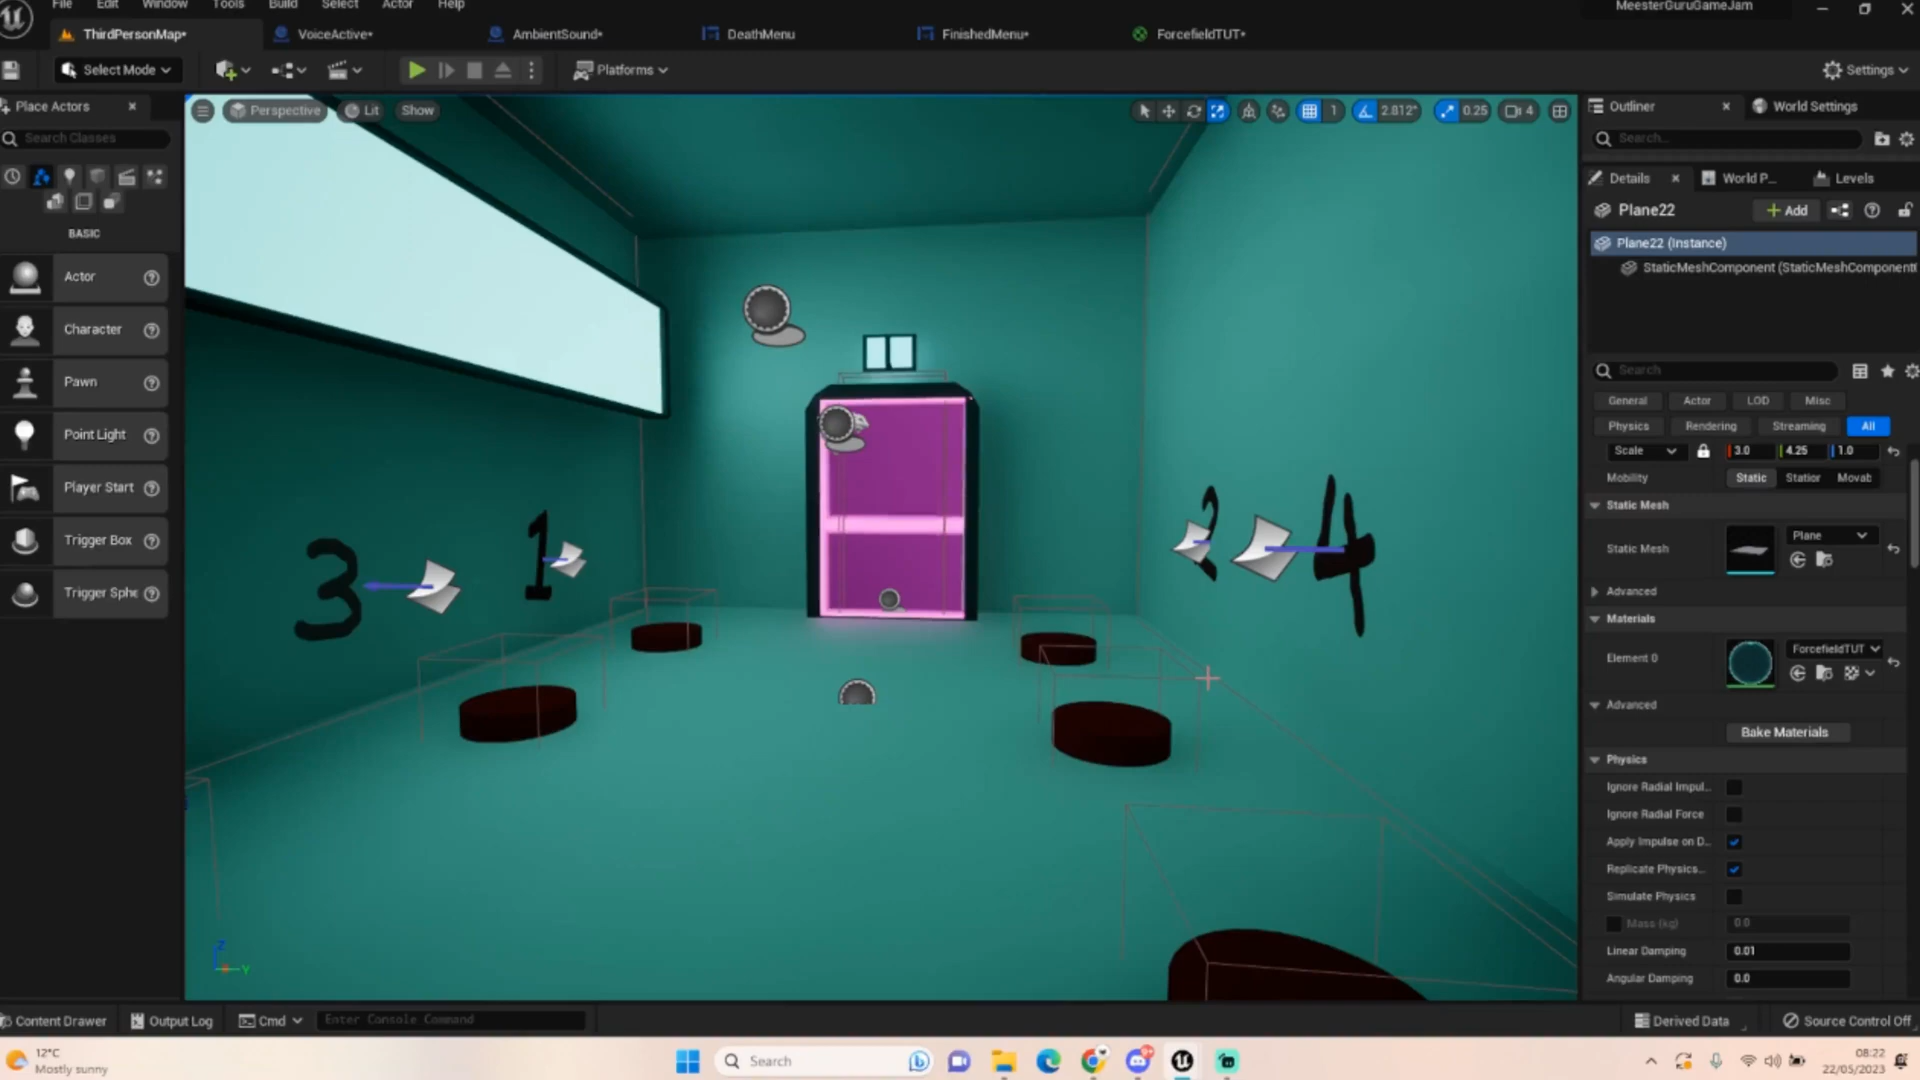 File Edit Window Tools Build Select Actor Help
MeesterGuruGameJam
ThirdPersonMap* VoiceActive* AmbientSound* DeathMenu FinishedMenu* ForcefieldTUT*
Select Mode Platforms Settings
Place Actors Perspective Lit Show 1 2.812° 0.25 4 Outliner World Settings
Search Classes Search...
Details World P... Levels
Plane22 Add
BASIC
Plane22 (Instance)
StaticMeshComponent (StaticMeshComponent
Actor
Character
Pawn
Point Light
Player Start
Trigger Box
Trigger Sphe
3 1 2 4
Search
General Actor LOD Misc
Physics Rendering Streaming All
Scale 3.0 4.25 1.0
Mobility Static Station Movab
Static Mesh
Static Mesh Plane
Advanced
Materials
Element 0 ForcefieldTUT
Advanced
Bake Materials
Physics
Ignore Radial Impul...
Ignore Radial Force
Apply Impulse on D...
Replicate Physics...
Simulate Physics
Mass (kg) 0.0
Linear Damping 0.01
Angular Damping 0.0
Z
Y
Content Drawer Output Log Cmd Enter Console Command Derived Data Source Control Off
12°C
Mostly sunny
Search
08:22
22/05/2023